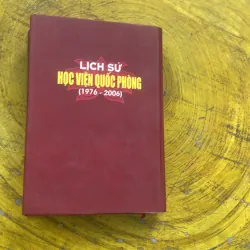 LỊCH SỬ
HỌC VIỆN QUỐC PHÒNG
(1976 - 2006)